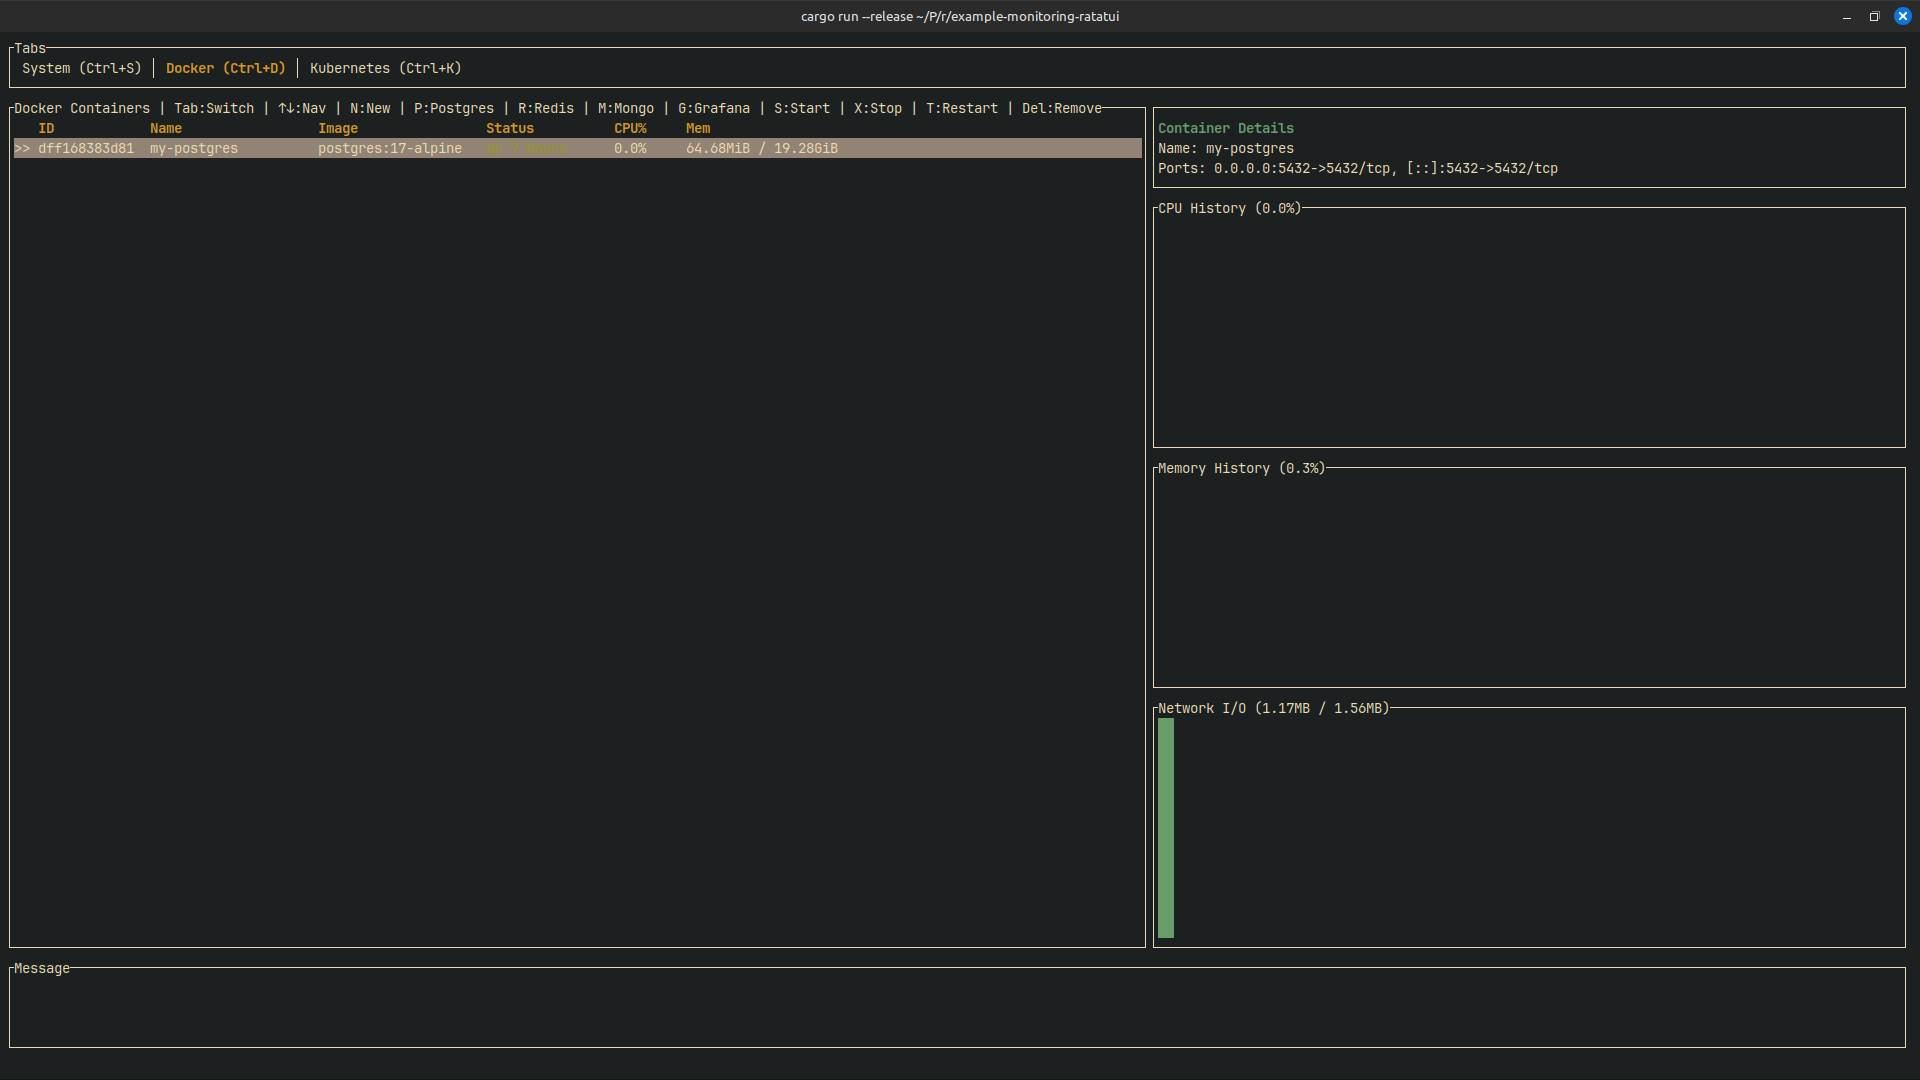 cargo run --release ~/P/r/example-monitoring-ratatui
Tabs
System (Ctrl+S) │ Docker (Ctrl+D) │ Kubernetes (Ctrl+K)
Docker Containers | Tab:Switch | ↑↓:Nav | N:New | P:Postgres | R:Redis | M:Mongo | G:Grafana | S:Start | X:Stop | T:Restart | Del:Remove
ID Name Image Status CPU% Mem
>> dff168383d81 my-postgres postgres:17-alpine Up hours 0.0% 64.68MiB / 19.28GiB
Container Details
Name: my-postgres
Ports: 0.0.0.0:5432->5432/tcp, [::]:5432->5432/tcp
CPU History (0.0%)
Memory History (0.3%)
Network I/O (1.17MB / 1.56MB)
Message